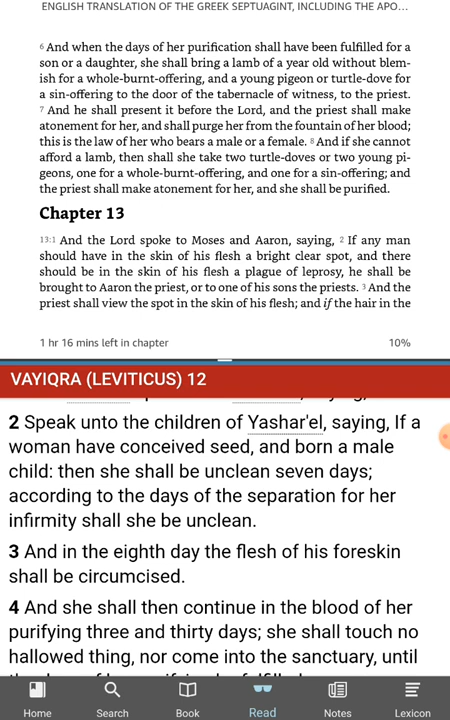 ENGLISH TRANSLATION OF THE GREEK SEPTUAGINT, INCLUDING THE APO...
6 And when the days of her purification shall have been fulfilled for a
son or a daughter, she shall bring a lamb of a year old without blem-
ish for a whole-burnt-offering, and a young pigeon or turtle-dove for
a sin-offering to the door of the tabernacle of witness, to the priest.
7 And he shall present it before the Lord, and the priest shall make
atonement for her, and shall purge her from the fountain of her blood;
this is the law of her who bears a male or a female. 8 And if she cannot
afford a lamb, then shall she take two turtle-doves or two young pi-
geons, one for a whole-burnt-offering, and one for a sin-offering; and
the priest shall make atonement for her, and she shall be purified.
Chapter 13
13:1 And the Lord spoke to Moses and Aaron, saying, 2 If any man
should have in the skin of his flesh a bright clear spot, and there
should be in the skin of his flesh a plague of leprosy, he shall be
brought to Aaron the priest, or to one of his sons the priests. 3 And the
priest shall view the spot in the skin of his flesh; and if the hair in the
1 hr 16 mins left in chapter 10%
VAYIQRA (LEVITICUS) 12
2 Speak unto the children of Yashar'el, saying, If a
woman have conceived seed, and born a male
child: then she shall be unclean seven days;
according to the days of the separation for her
infirmity shall she be unclean.
3 And in the eighth day the flesh of his foreskin
shall be circumcised.
4 And she shall then continue in the blood of her
purifying three and thirty days; she shall touch no
hallowed thing, nor come into the sanctuary, until
Home Search Book Read Notes Lexicon